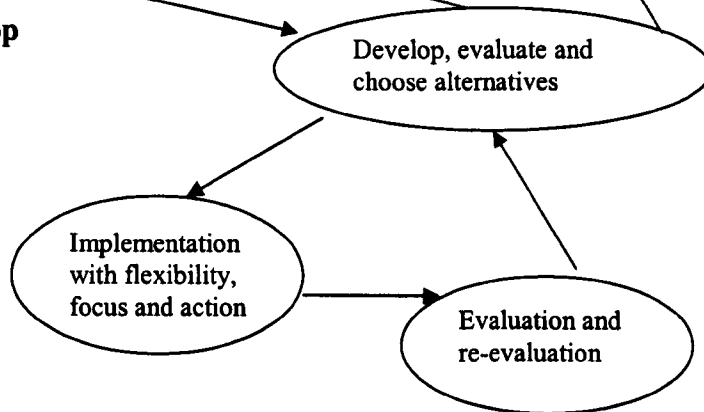 Develop, evaluate and
choose alternatives
Implementation
with flexibility,
focus and action
Evaluation and
re-evaluation